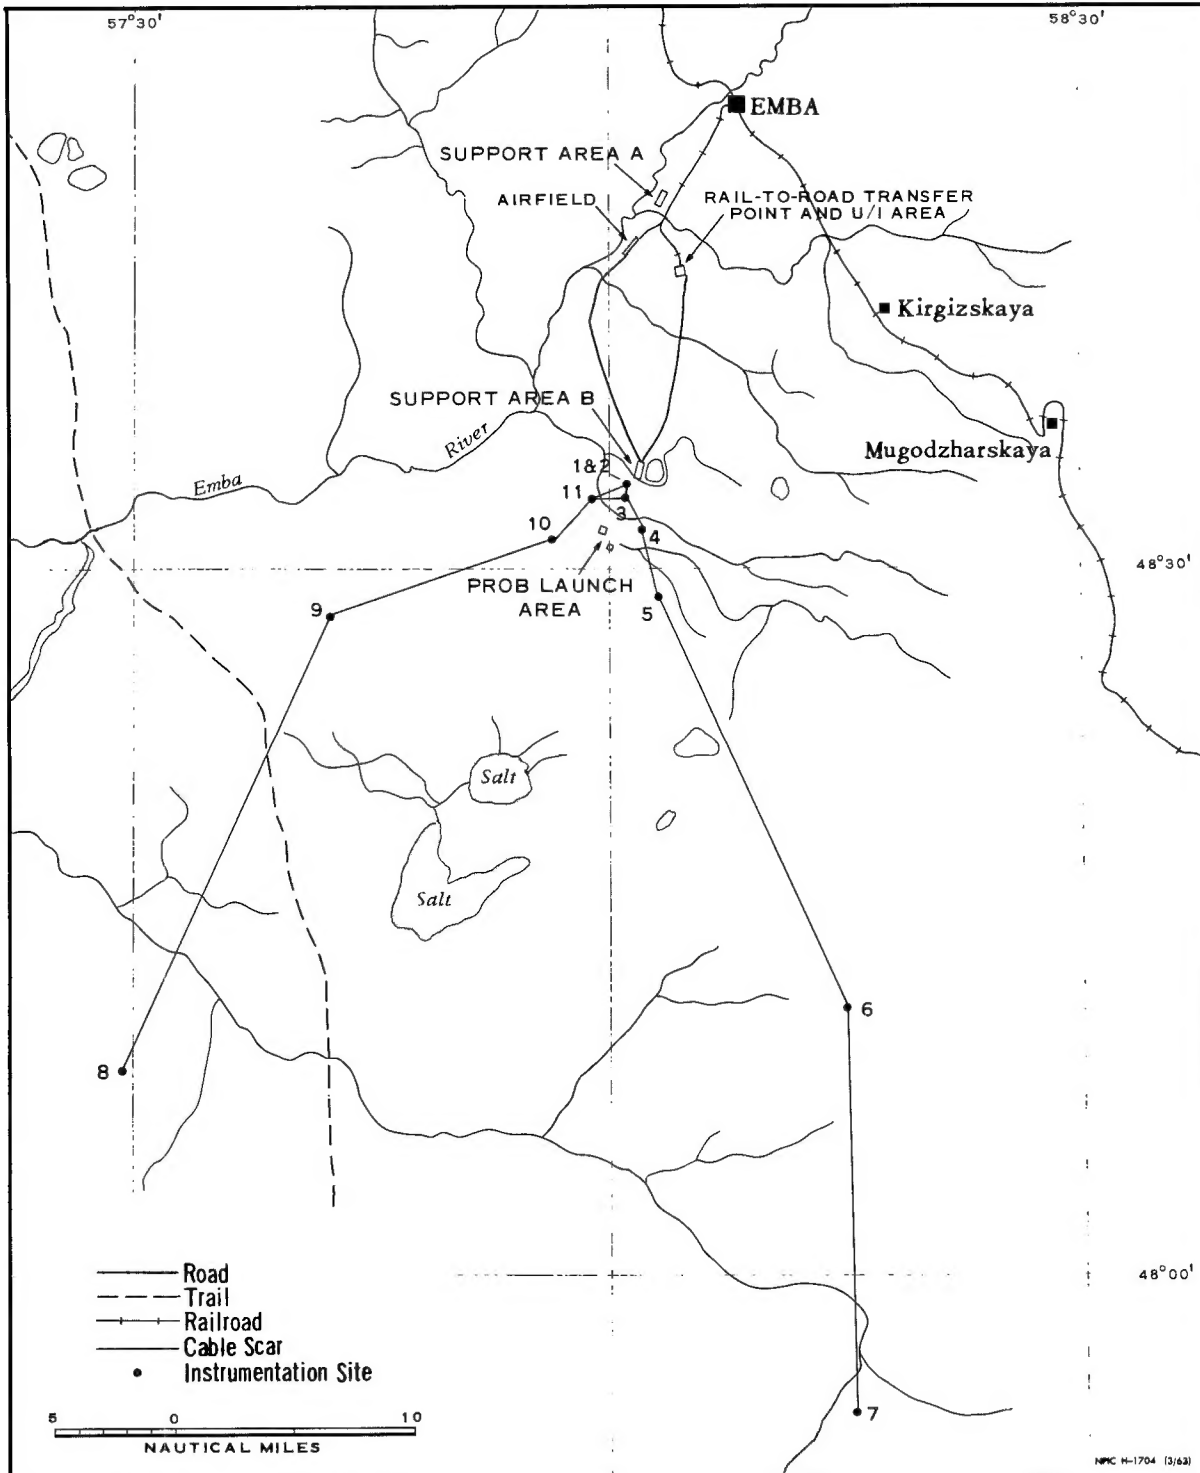 57°30'
58°30'
EMBA
SUPPORT AREA A
AIRFIELD
RAIL-TO-ROAD TRANSFER
POINT AND U/I AREA
Kirgizskaya
SUPPORT AREA B
Mugodzharskaya
River
Emba
1&2
11
3
10
4
48°30'
PROB LAUNCH
AREA
5
9
Salt
Salt
6
8
48°00'
Road
Trail
Railroad
Cable Scar
Instrumentation Site
7
5 0 10
NAUTICAL MILES
NPIC H-1704 (3/63)